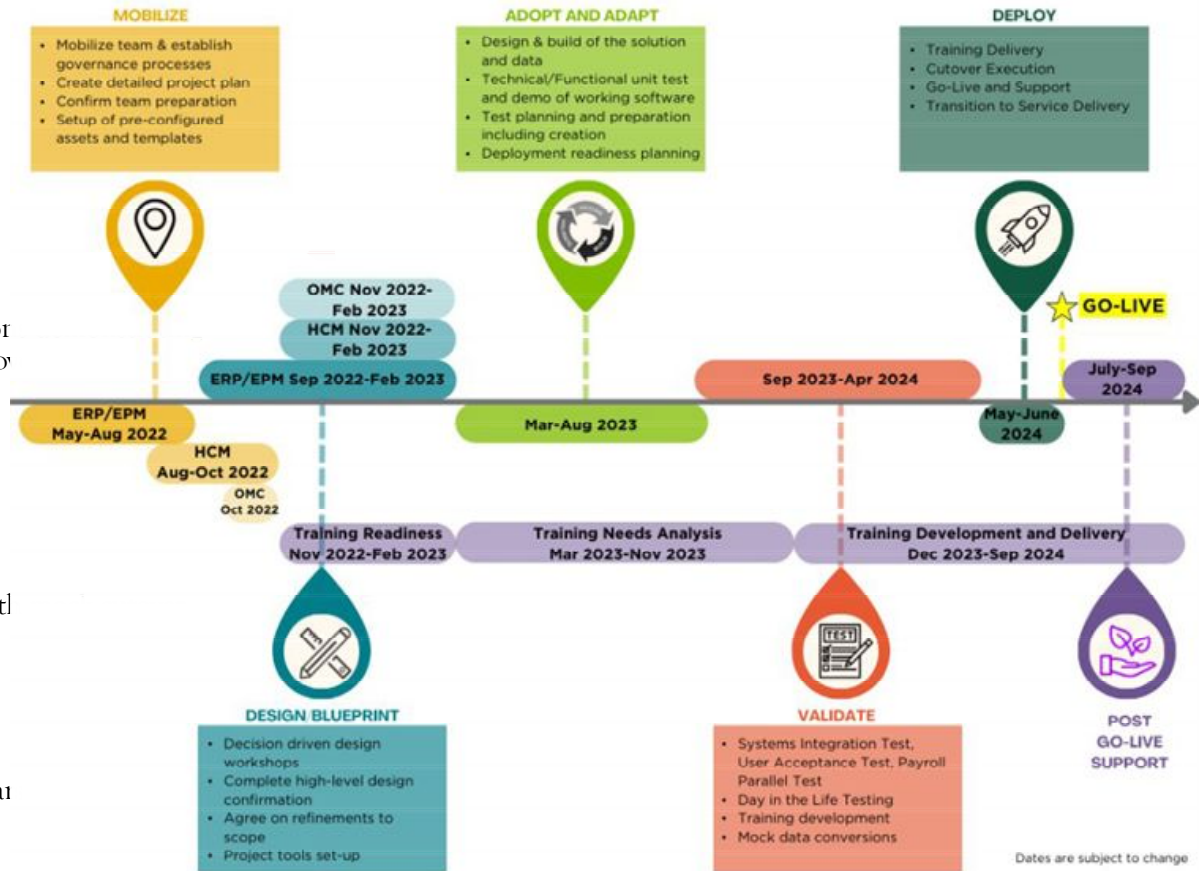 MOBILIZE
• Mobilize team & establish
governance processes
• Create detailed project plan
• Confirm team preparation
• Setup of pre-configured
assets and templates
ADOPT AND ADAPT
• Design & build of the solution
and data
• Technical/Functional unit test
and demo of working software
• Test planning and preparation
including creation
• Deployment readiness planning
DEPLOY
• Training Delivery
• Cutover Execution
• Go-Live and Support
• Transition to Service Delivery
OMC Nov 2022-
Feb 2023
HCM Nov 2022-
Feb 2023
ERP/EPM Sep 2022-Feb 2023
Sep 2023-Apr 2024
GO-LIVE
July-Sep
2024
ERP/EPM
May-Aug 2022
HCM
Aug-Oct 2022
OMC
Oct 2022
Mar-Aug 2023
May-June
2024
Training Readiness
Nov 2022-Feb 2023
Training Needs Analysis
Mar 2023-Nov 2023
Training Development and Delivery
Dec 2023-Sep 2024
TEST
DESIGN BLUEPRINT
• Decision driven design
workshops
• Complete high-level design
confirmation
• Agree on refinements to
scope
• Project tools set-up
VALIDATE
• Systems Integration Test,
User Acceptance Test, Payroll
Parallel Test
• Day in the Life Testing
• Training development
• Mock data conversions
POST
GO-LIVE
SUPPORT
Dates are subject to change